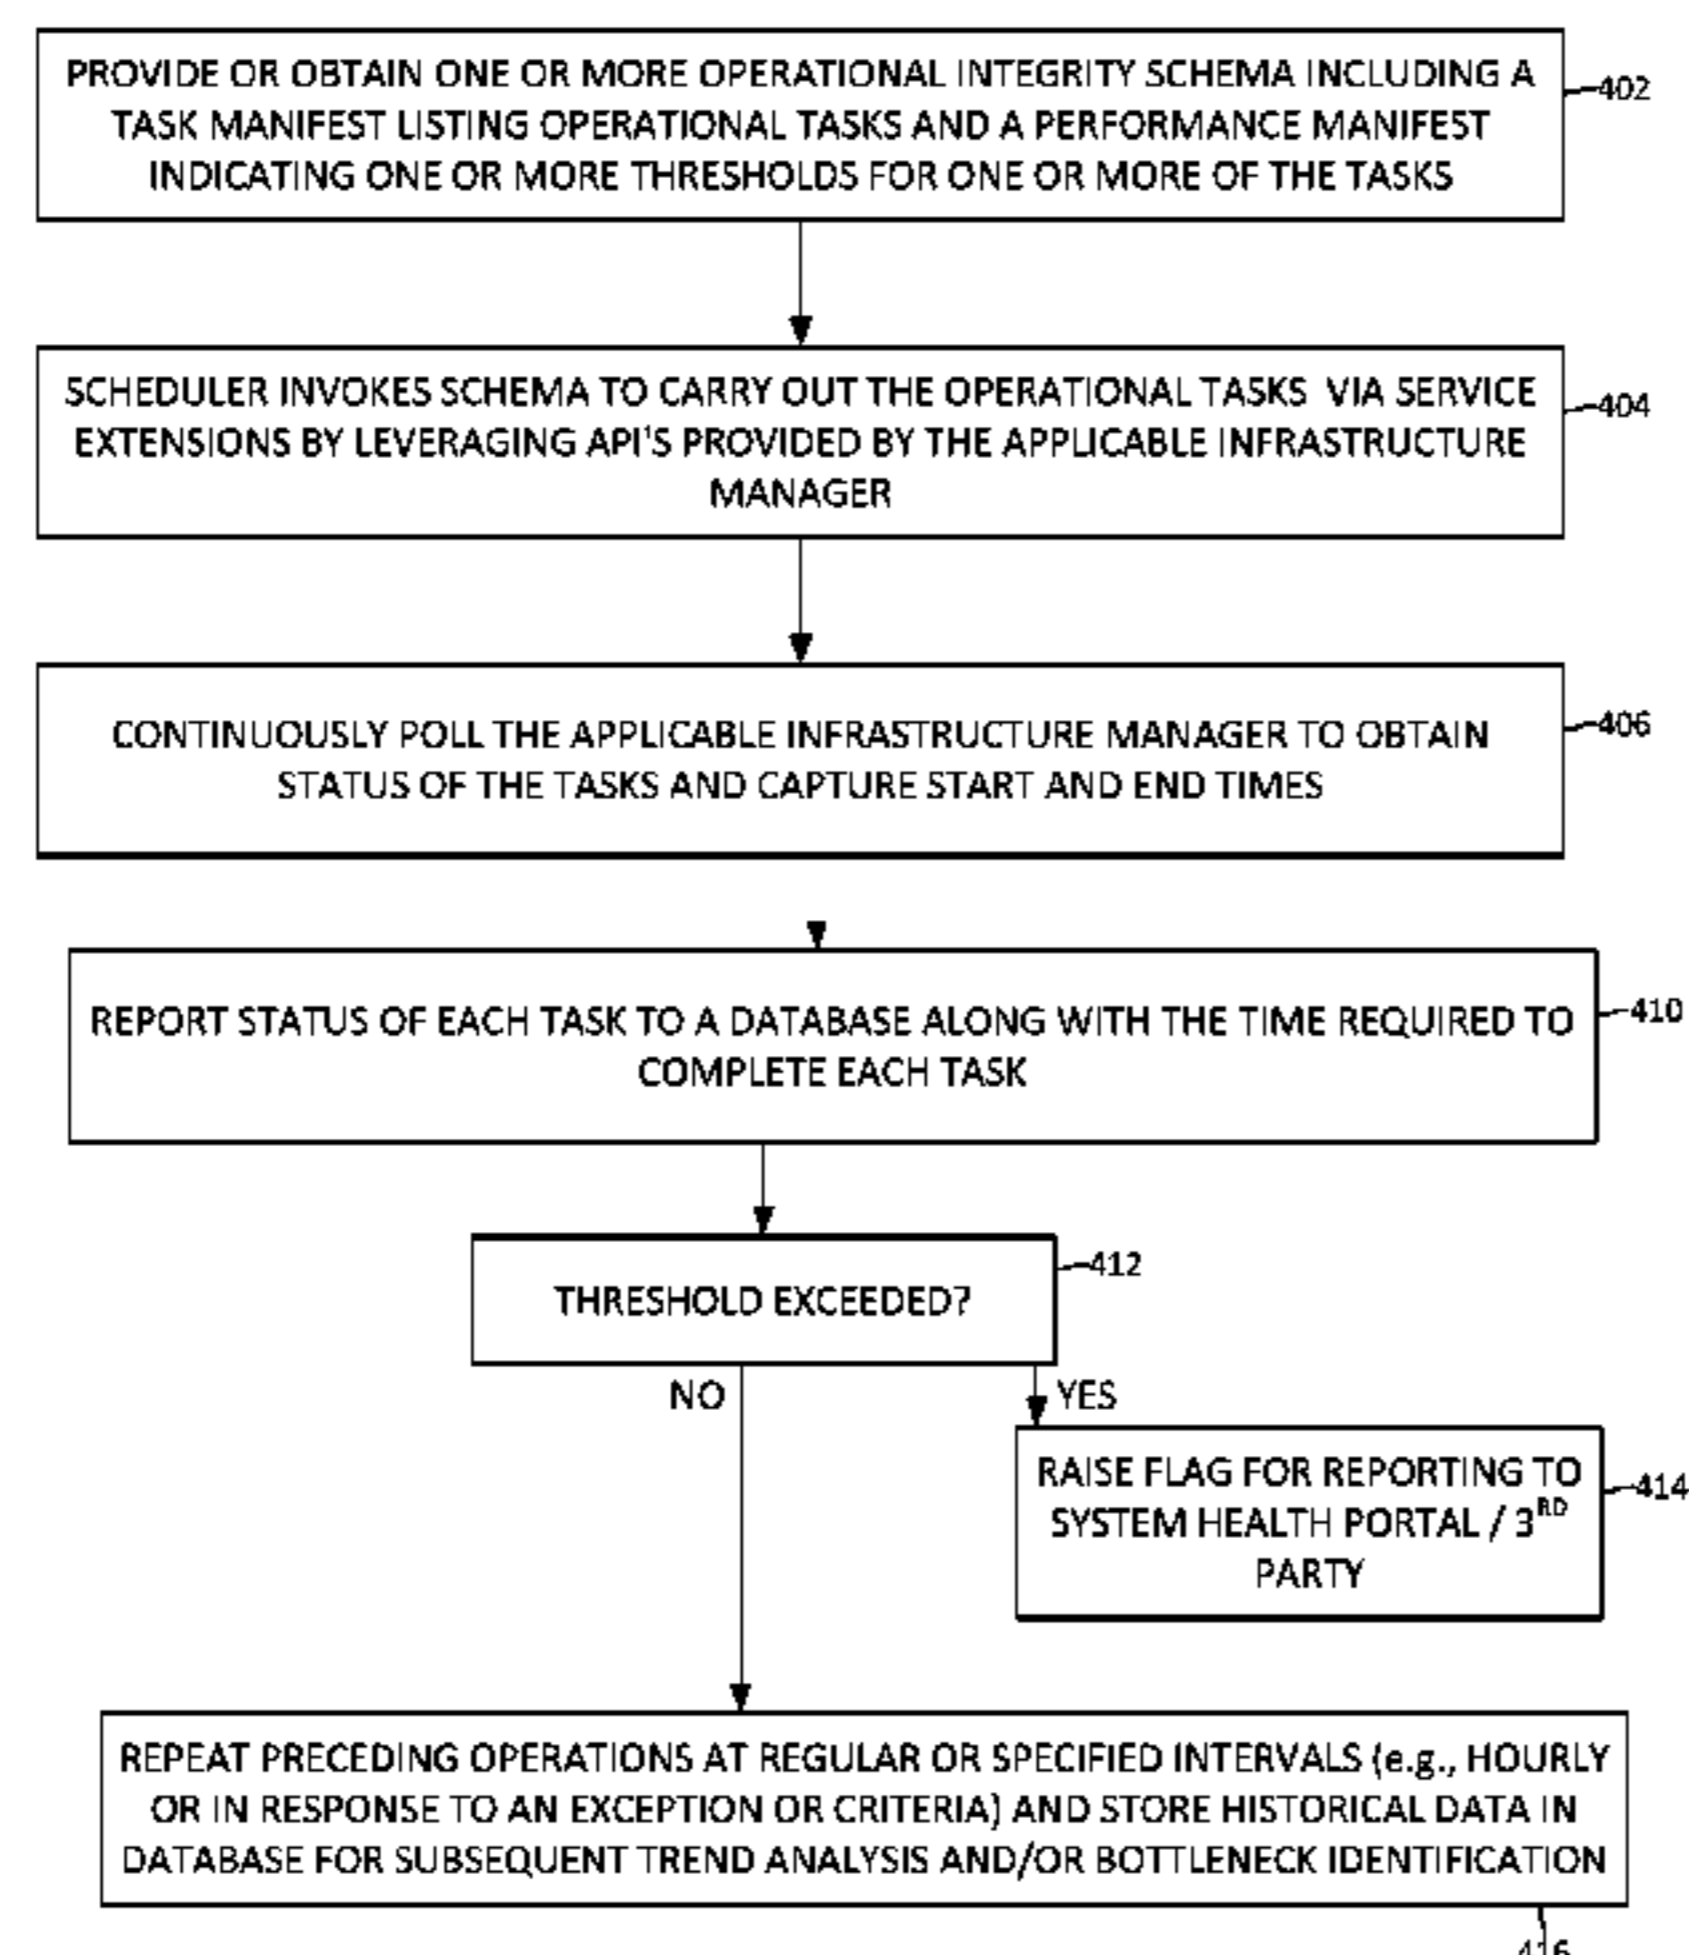 PROVIDE OR OBTAIN ONE OR MORE OPERATIONAL INTEGRITY SCHEMA INCLUDING A
TASK MANIFEST LISTING OPERATIONAL TASKS AND A PERFORMANCE MANIFEST
INDICATING ONE OR MORE THRESHOLDS FOR ONE OR MORE OF THE TASKS
402
SCHEDULER INVOKES SCHEMA TO CARRY OUT THE OPERATIONAL TASKS VIA SERVICE
EXTENSIONS BY LEVERAGING API'S PROVIDED BY THE APPLICABLE INFRASTRUCTURE
MANAGER
404
CONTINUOUSLY POLL THE APPLICABLE INFRASTRUCTURE MANAGER TO OBTAIN
STATUS OF THE TASKS AND CAPTURE START AND END TIMES
406
REPORT STATUS OF EACH TASK TO A DATABASE ALONG WITH THE TIME REQUIRED TO
COMPLETE EACH TASK
410
THRESHOLD EXCEEDED?
412
NO
YES
RAISE FLAG FOR REPORTING TO
SYSTEM HEALTH PORTAL / 3RD
PARTY
414
REPEAT PRECEDING OPERATIONS AT REGULAR OR SPECIFIED INTERVALS (e.g., HOURLY
OR IN RESPONSE TO AN EXCEPTION OR CRITERIA) AND STORE HISTORICAL DATA IN
DATABASE FOR SUBSEQUENT TREND ANALYSIS AND/OR BOTTLENECK IDENTIFICATION
416